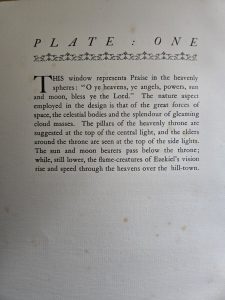 PLATE : ONE
THIS window represents Praise in the heavenly
spheres: "O ye heavens, ye angels, powers, sun
and moon, bless ye the Lord." The nature aspect
employed in the design is that of the great forces of
space, the celestial bodies and the splendour of gleaming
cloud masses. The pillars of the heavenly throne are
suggested at the top of the central light, and the elders
around the throne are seen at the top of the side lights.
The sun and moon bearers pass below the throne;
while, still lower, the flame-creatures of Ezekiel's vision
rise and speed through the heavens over the hill-town.